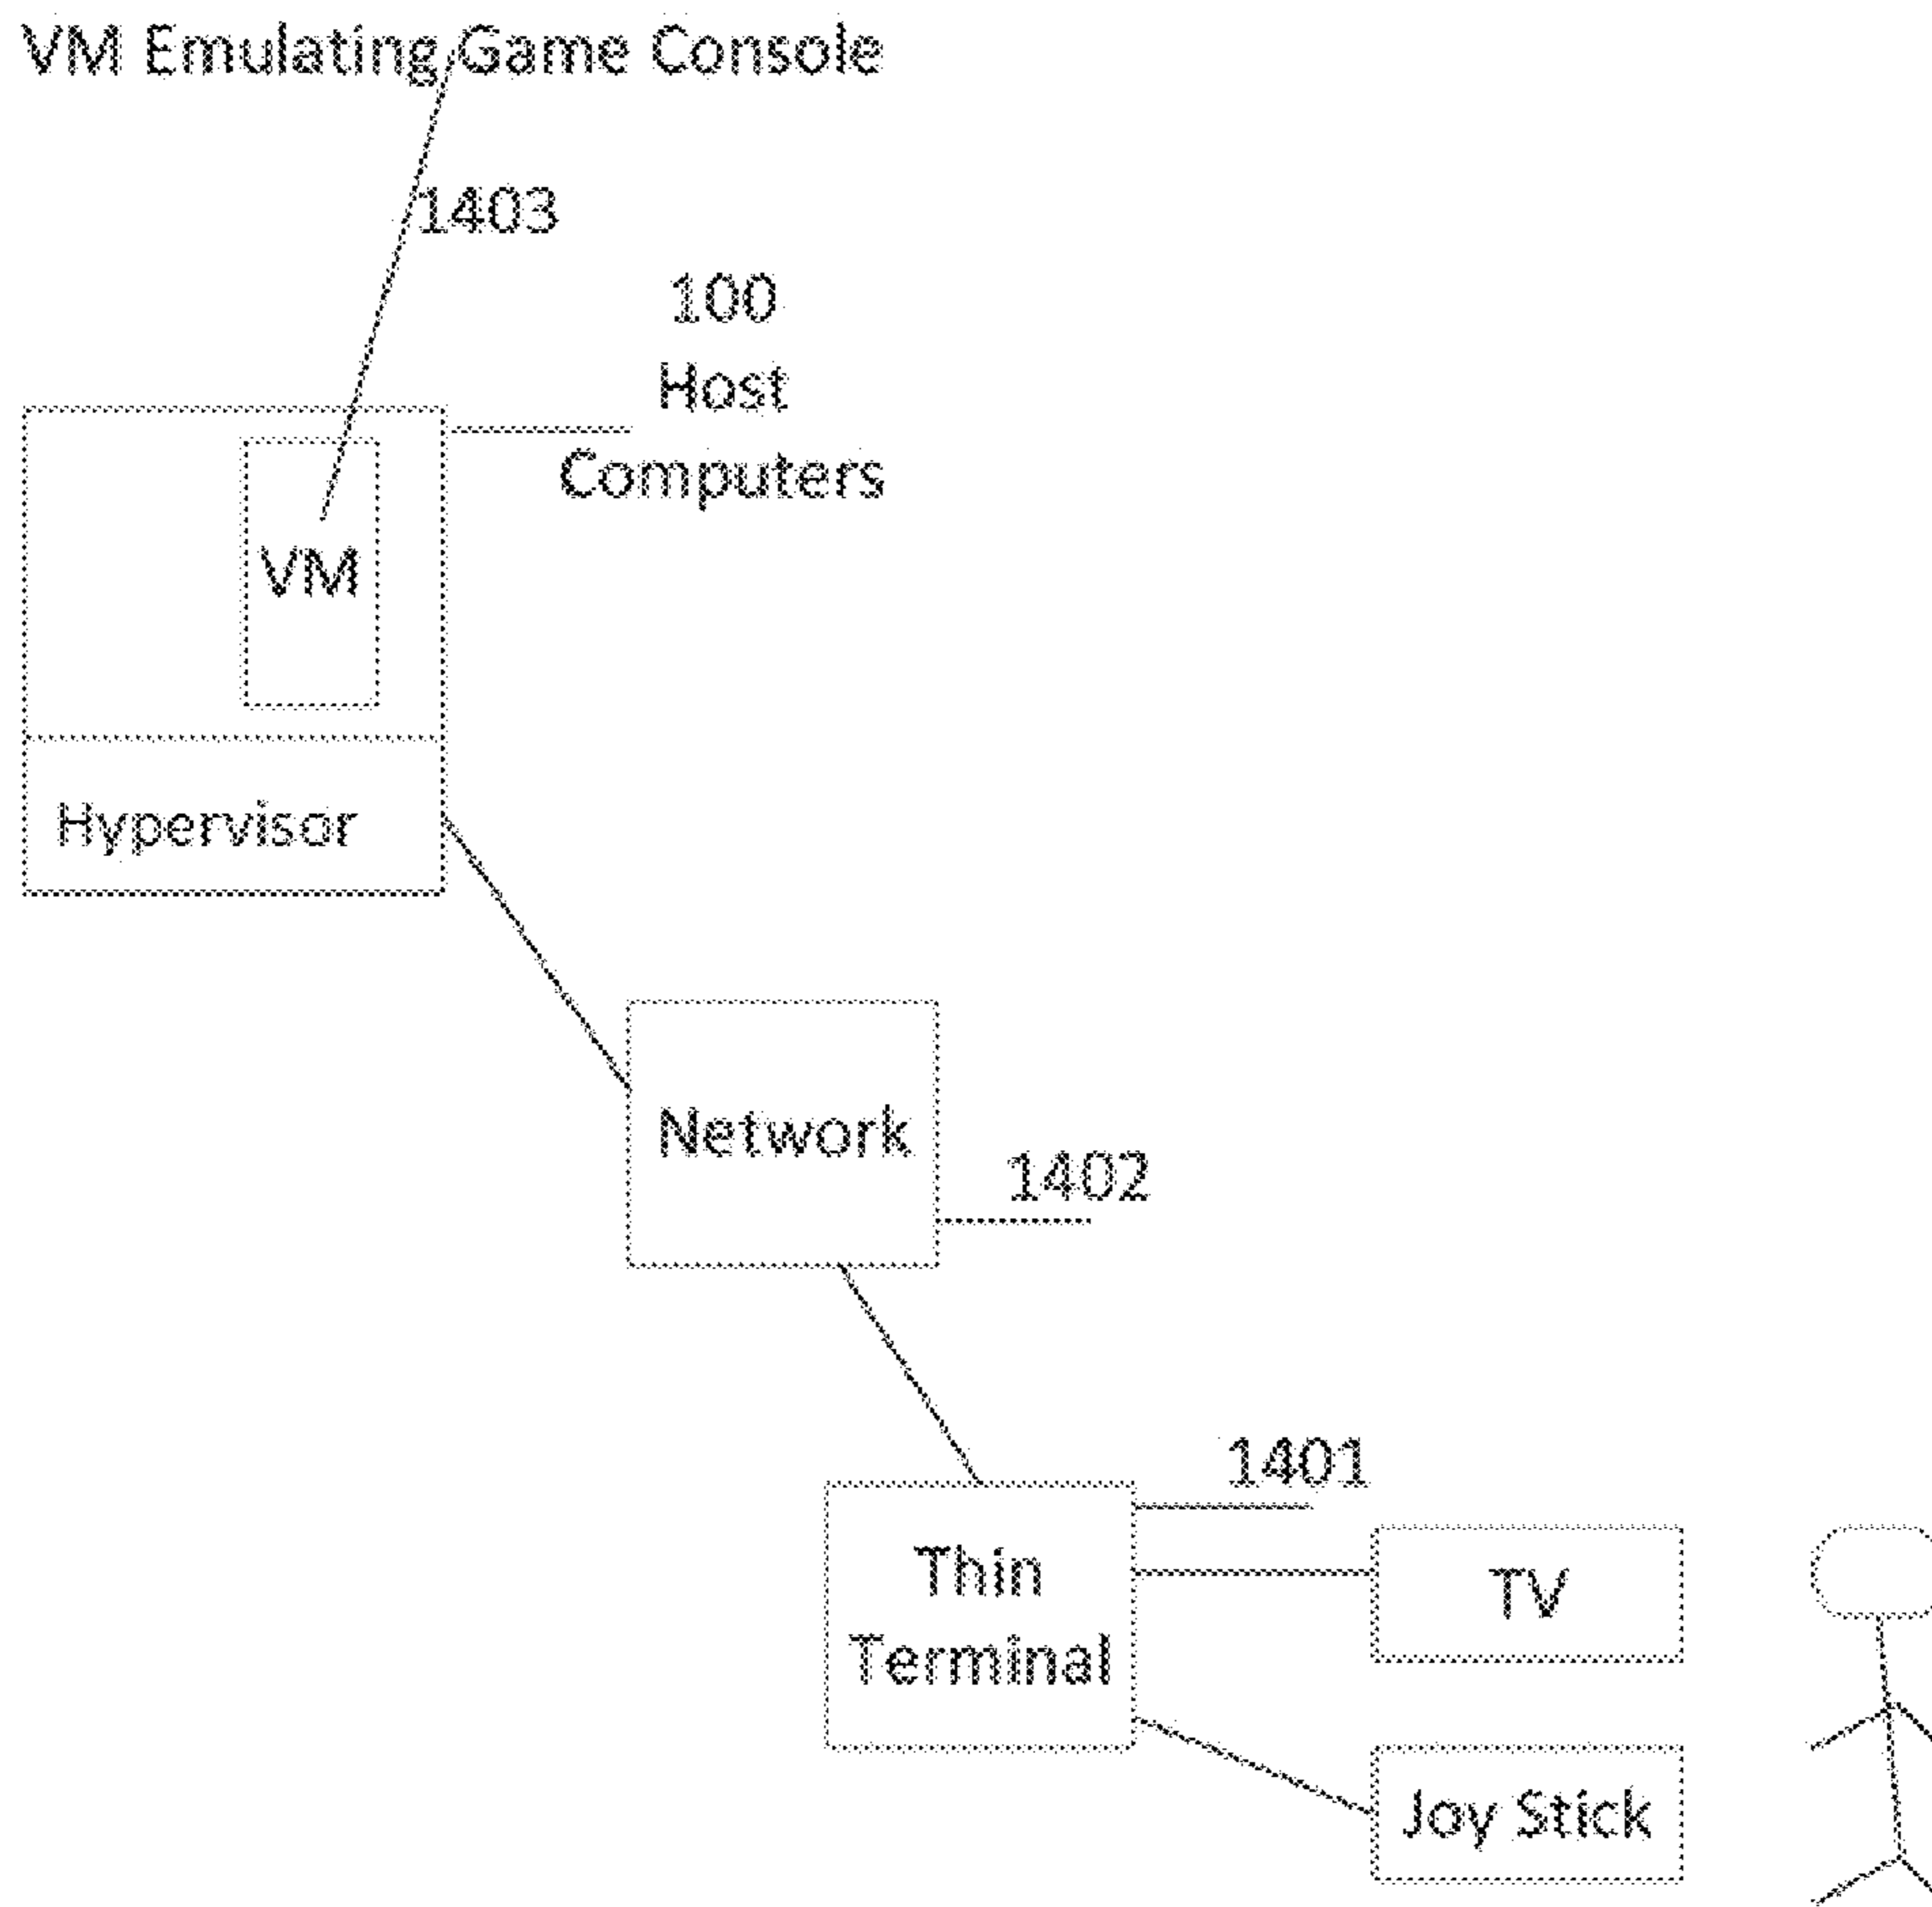 VM Emulating Game Console
1403
100
Host
Computers
VM
Hypervisor
Network
1402
1401
Thin
Terminal
TV
Joy Stick